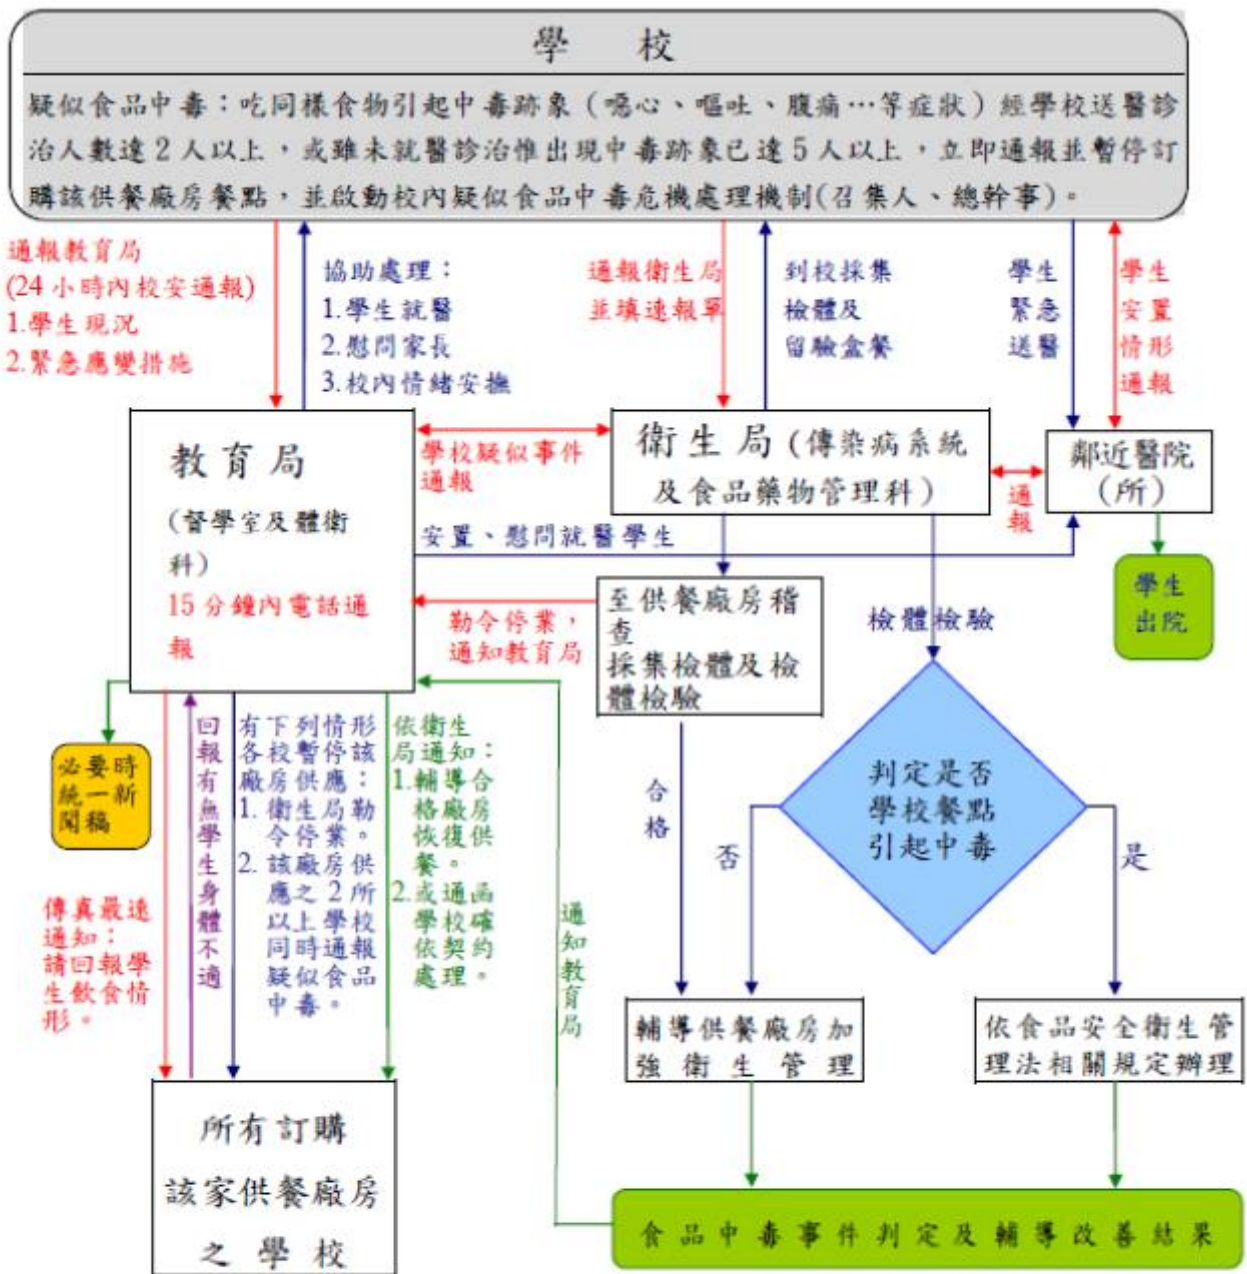 學 校
疑似食品中毒：吃同樣食物引起中毒跡象（噁心、嘔吐、腹痛…等症狀）經學校送醫診
治人數達2人以上，或雖未就醫診治惟出現中毒跡象已達5人以上，立即通報並暫停訂
購該供餐廠房餐點，並啟動校內疑似食品中毒危機處理機制(召集人、總幹事)。
通報教育局
(24小時內校安通報)
1.學生現況
2.緊急應變措施
協助處理：
1.學生就醫
2.慰問家長
3.校內情緒安撫
通報衛生局
並填速報單
到校採集
檢體及
留驗盒餐
學生
緊急
送醫
學生
安置
情形
通報
教育局
(督學室及體衛
科)
15分鐘內電話通
報
學校疑似事件
通報
衛生局(傳染病系統
及食品藥物管理科)
通報
鄰近醫院
(所)
安置、慰問就醫學生
學生
出院
勒令停業，
通知教育局
至供餐廠房稽
查
採集檢體及檢
體檢驗
檢體檢驗
必要時
統一新
聞稿
回報有無學生身體不適
有下列情形
各校暫停該
廠房供應：
1. 衛生局勒
令停業。
2. 該廠房供
應之2所
以上學校
同時通報
疑似食品
中毒。
依衛生
局通知：
1.輔導合
格廠房
恢復供
餐。
2.或通函
學校確
依契約
處理。
合格
判定是否
學校餐點
引起中毒
否
是
傳真最速
通知：
請回報學
生飲食情
形。
通知教育局
輔導供餐廠房加
強衛生管理
依食品安全衛生管
理法相關規定辦理
所有訂購
該家供餐廠房
之學校
食品中毒事件判定及輔導改善結果